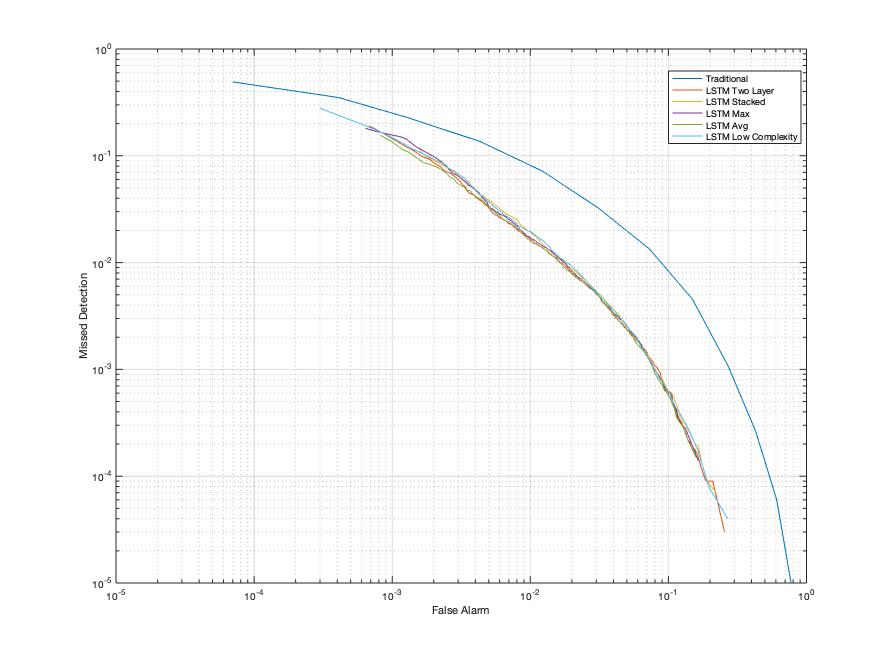 10^0
10^-1
10^-2
10^-3
10^-4
10^-5
Missed Detection
10^-5 10^-4 10^-3 10^-2 10^-1 10^0
False Alarm
Traditional
LSTM Two Layer
LSTM Stacked
LSTM Max
LSTM Avg
LSTM Low Complexity